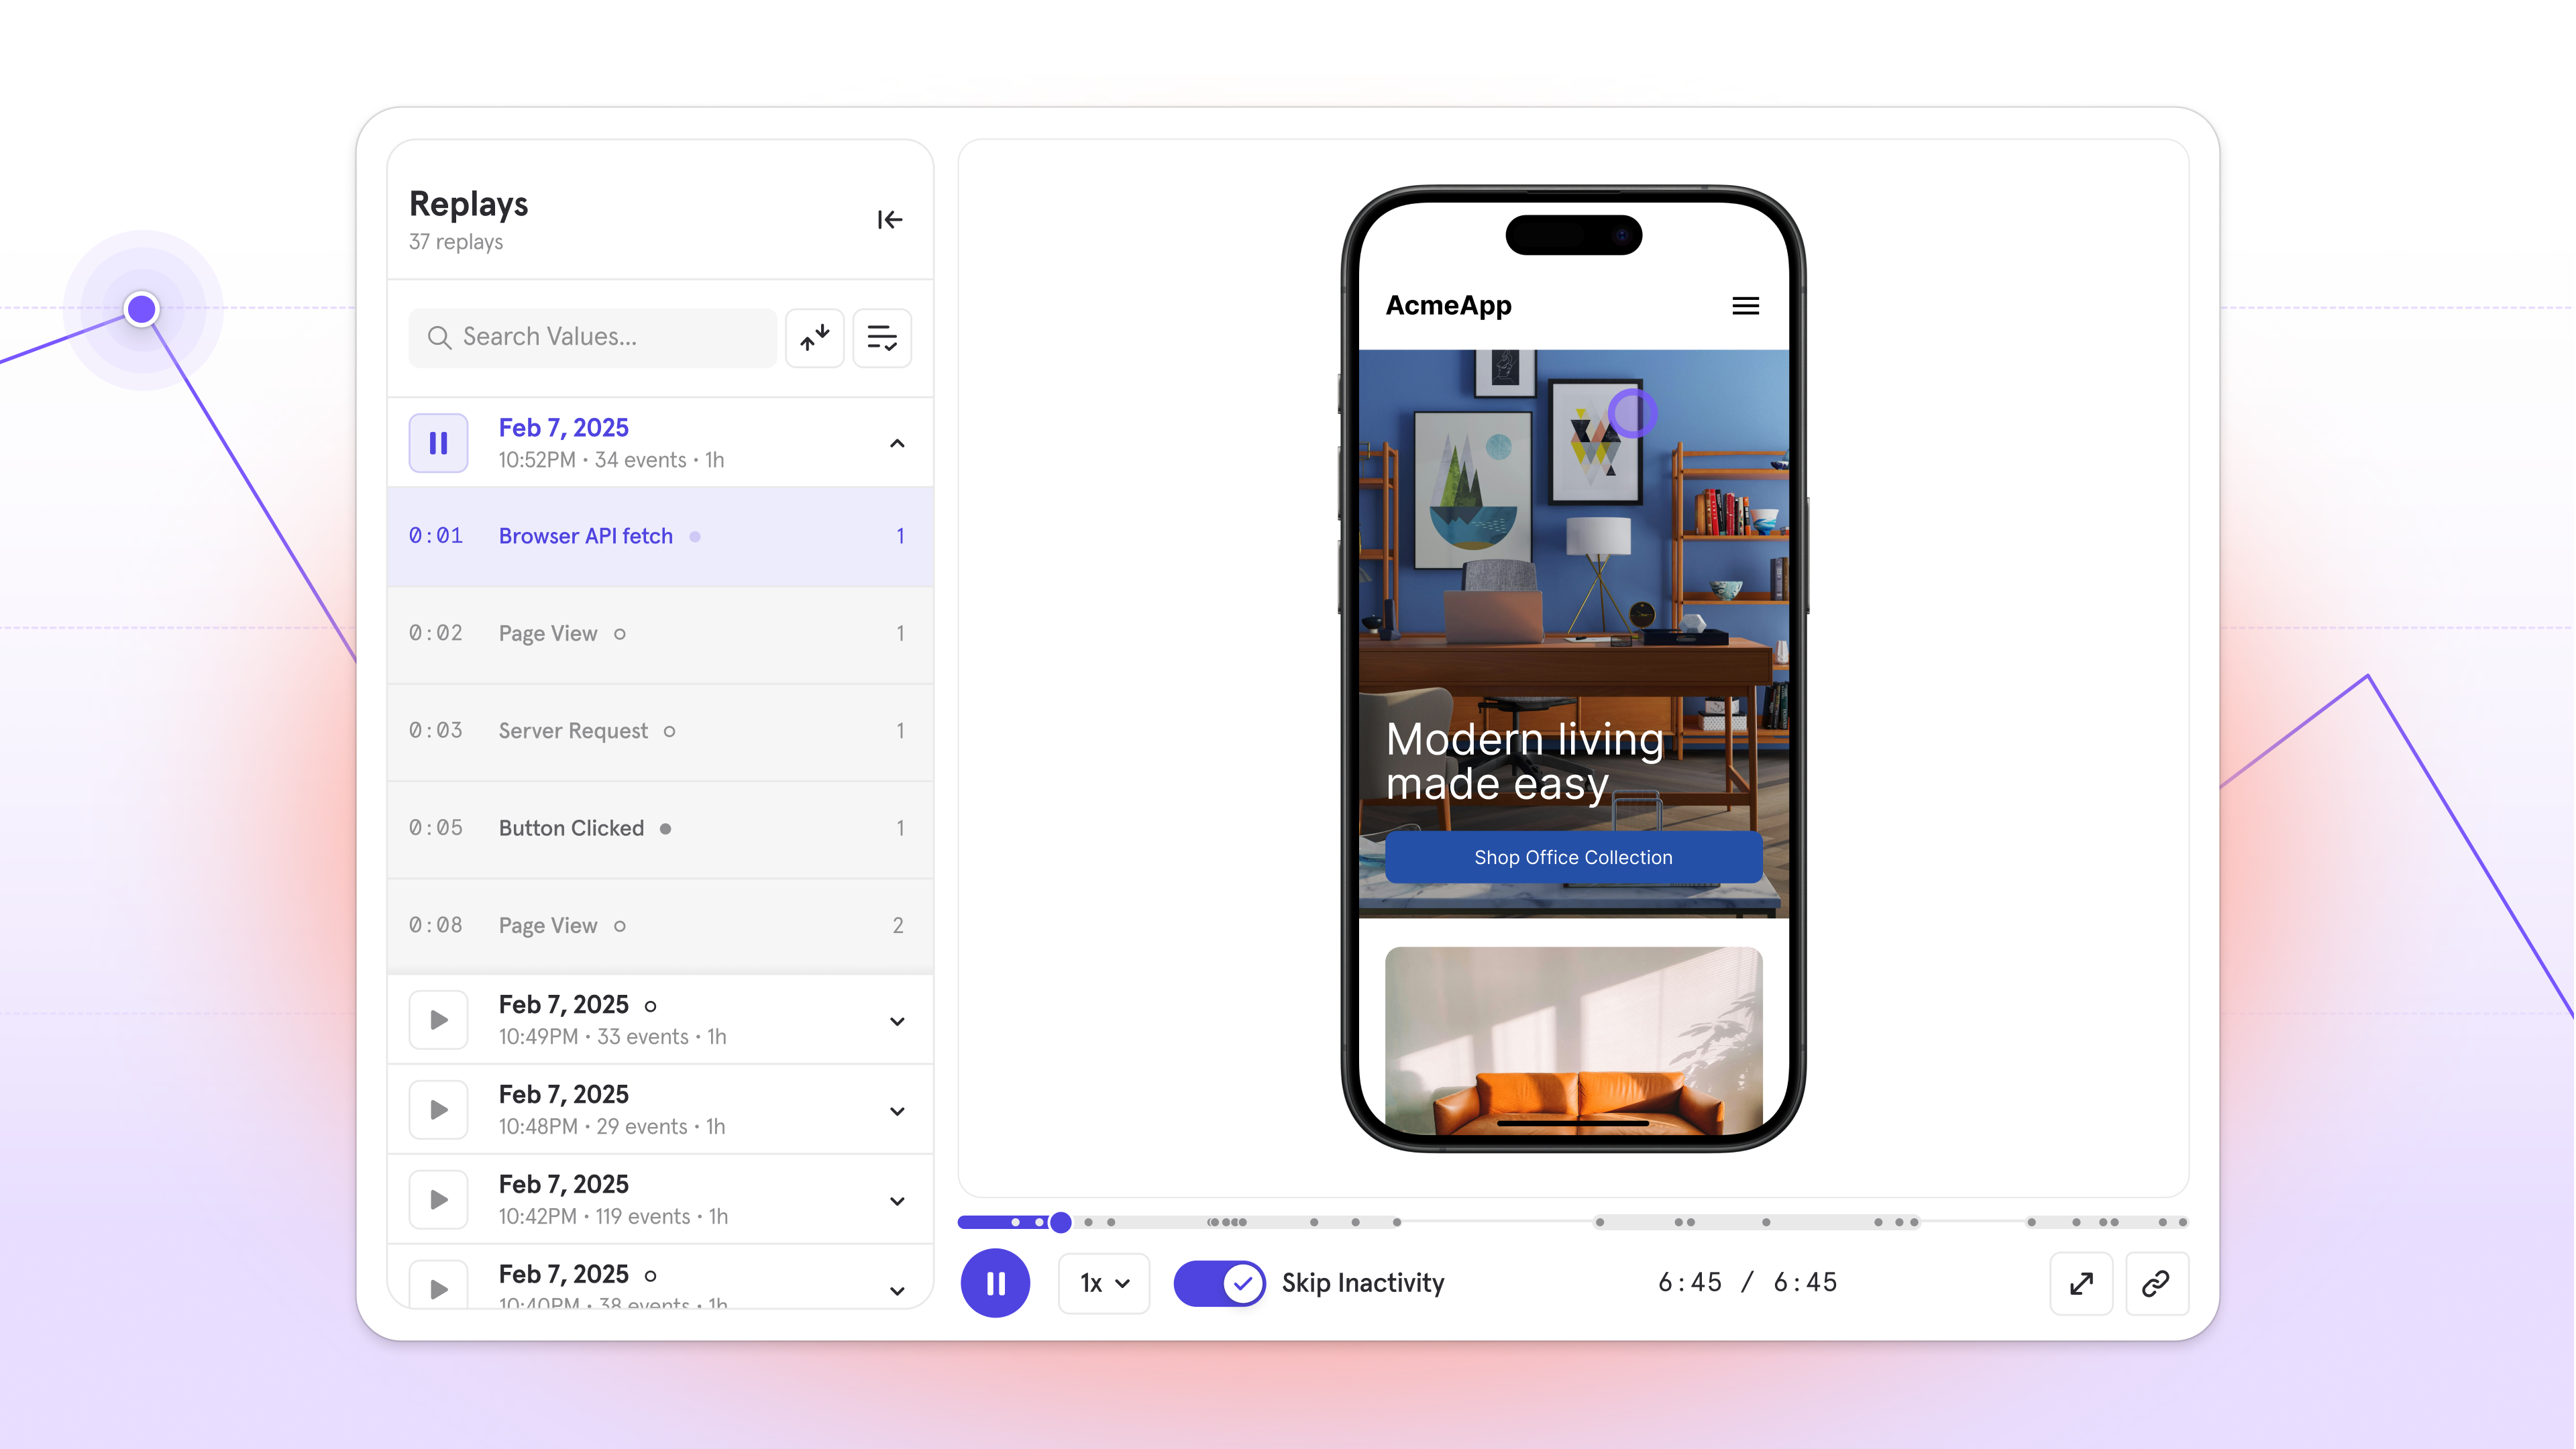 Replays
37 replays
Search Values...
Feb 7, 2025
10:52PM • 34 events • 1h
0:01 Browser API fetch 1
0:02 Page View 1
0:03 Server Request 1
0:05 Button Clicked 1
0:08 Page View 2
Feb 7, 2025
10:49PM • 33 events • 1h
Feb 7, 2025
10:48PM • 29 events • 1h
Feb 7, 2025
10:42PM • 119 events • 1h
Feb 7, 2025
10:40PM • 38 events • 1h
AcmeApp
Modern living
made easy
Shop Office Collection
1x Skip Inactivity 6:45 / 6:45